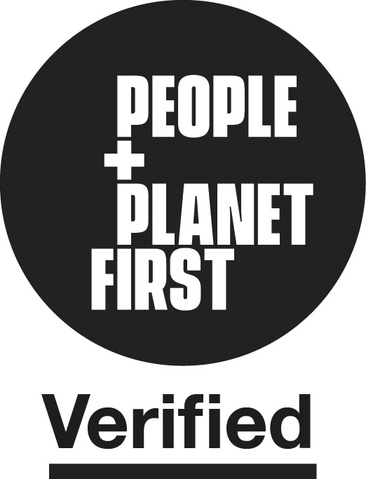 PEOPLE
+
PLANET
FIRST
Verified